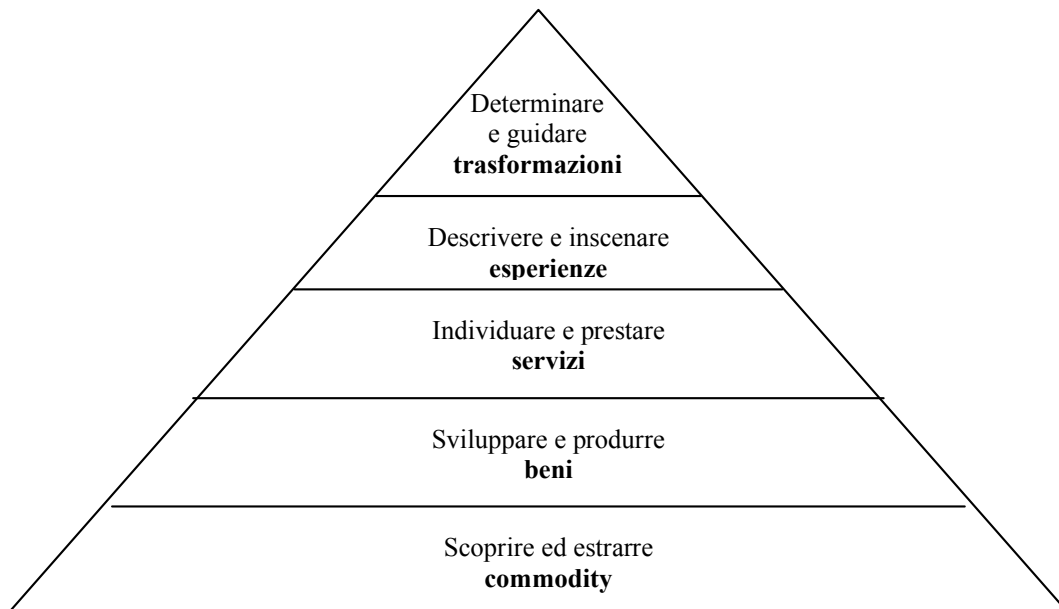 Determinare
e guidare
trasformazioni
Descrivere e inscenare
esperienze
Individuare e prestare
servizi
Sviluppare e produrre
beni
Scoprire ed estrarre
commodity